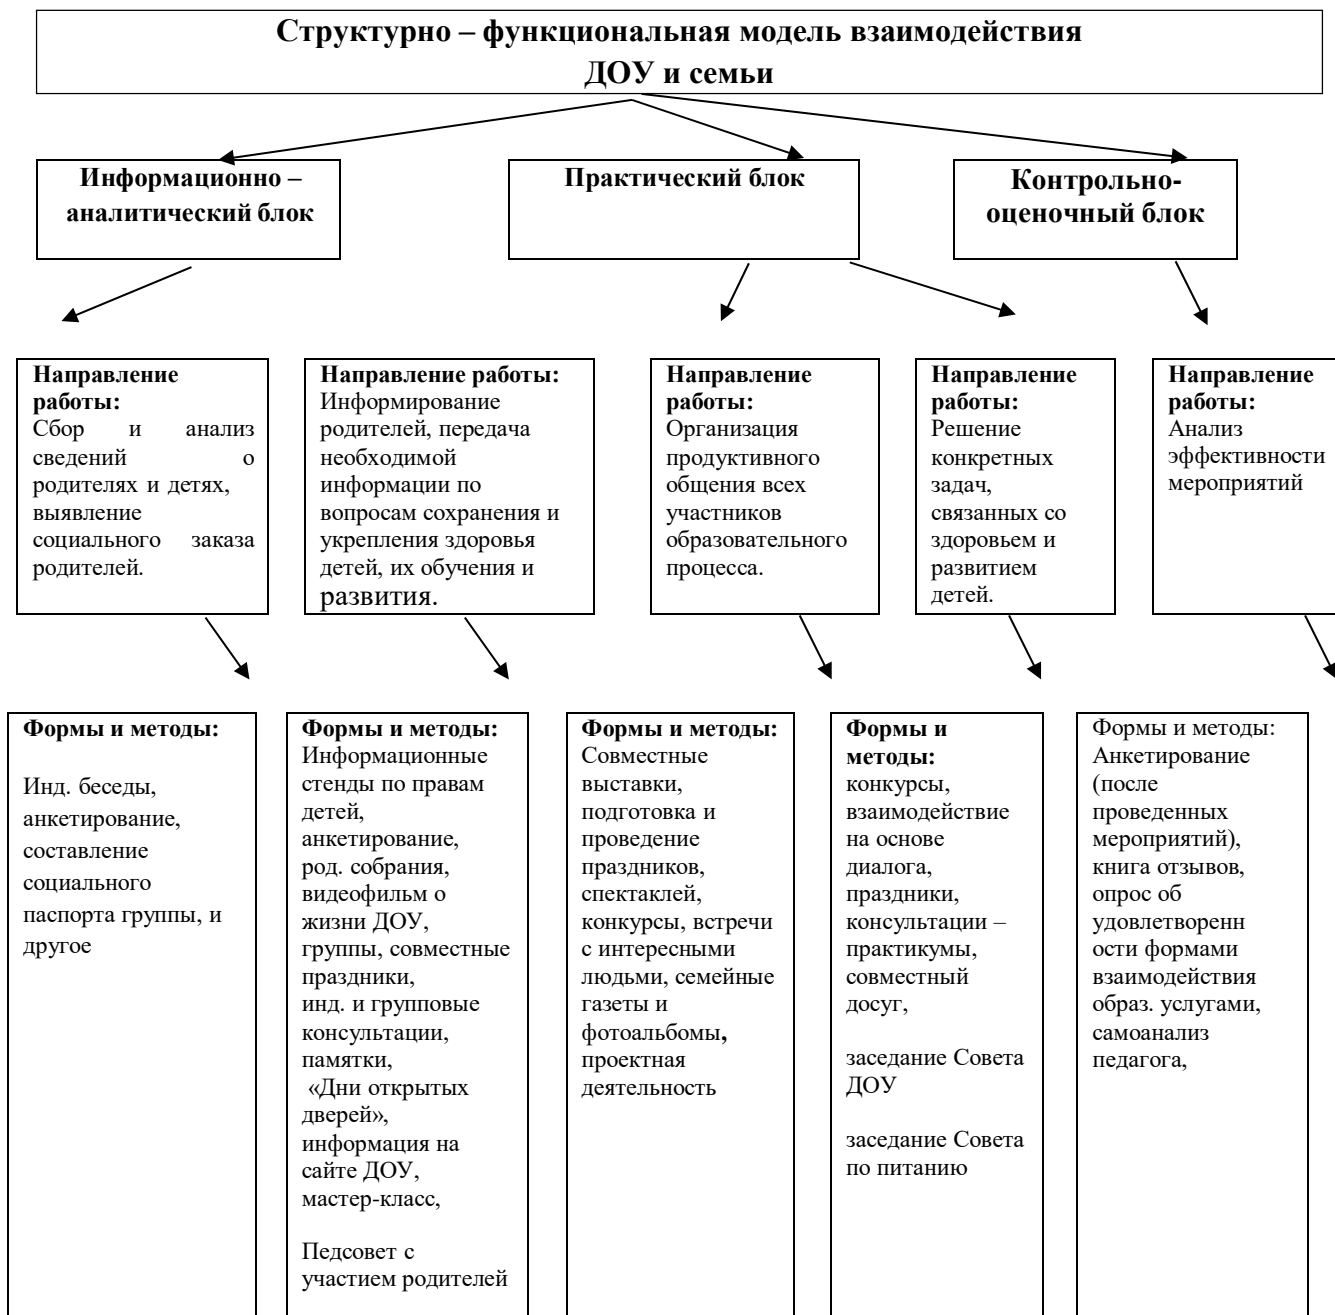 Структурно – функциональная модель взаимодействия
ДОУ и семьи
Информационно –
аналитический блок
Практический блок
Контрольно-
оценочный блок
Направление
работы:
Сбор и анализ
сведений о
родителях и детях,
выявление
социального заказа
родителей.
Направление работы:
Информирование
родителей, передача
необходимой
информации по
вопросам сохранения и
укрепления здоровья
детей, их обучения и
развития.
Направление
работы:
Организация
продуктивного
общения всех
участников
образовательного
процесса.
Направление
работы:
Решение
конкретных
задач,
связанных со
здоровьем и
развитием
детей.
Направление
работы:
Анализ
эффективности
мероприятий
Формы и методы:
Инд. беседы,
анкетирование,
составление
социального
паспорта группы, и
другое
Формы и методы:
Информационные
стенды по правам
детей,
анкетирование,
род. собрания,
видеофильм о
жизни ДОУ,
группы, совместные
праздники,
инд. и групповые
консультации,
памятки,
«Дни открытых
дверей»,
информация на
сайте ДОУ,
мастер-класс,
Педсовет с
участием родителей
Формы и методы:
Совместные
выставки,
подготовка и
проведение
праздников,
спектаклей,
конкурсы, встречи
с интересными
людьми, семейные
газеты и
фотоальбомы,
проектная
деятельность
Формы и
методы:
конкурсы,
взаимодействие
на основе
диалога,
праздники,
консультации –
практикумы,
совместный
досуг,
заседание Совета
ДОУ
заседание Совета
по питанию
Формы и методы:
Анкетирование
(после
проведенных
мероприятий),
книга отзывов,
опрос об
удовлетворенн
ости формами
взаимодействия
образ. услугами,
самоанализ
педагога,